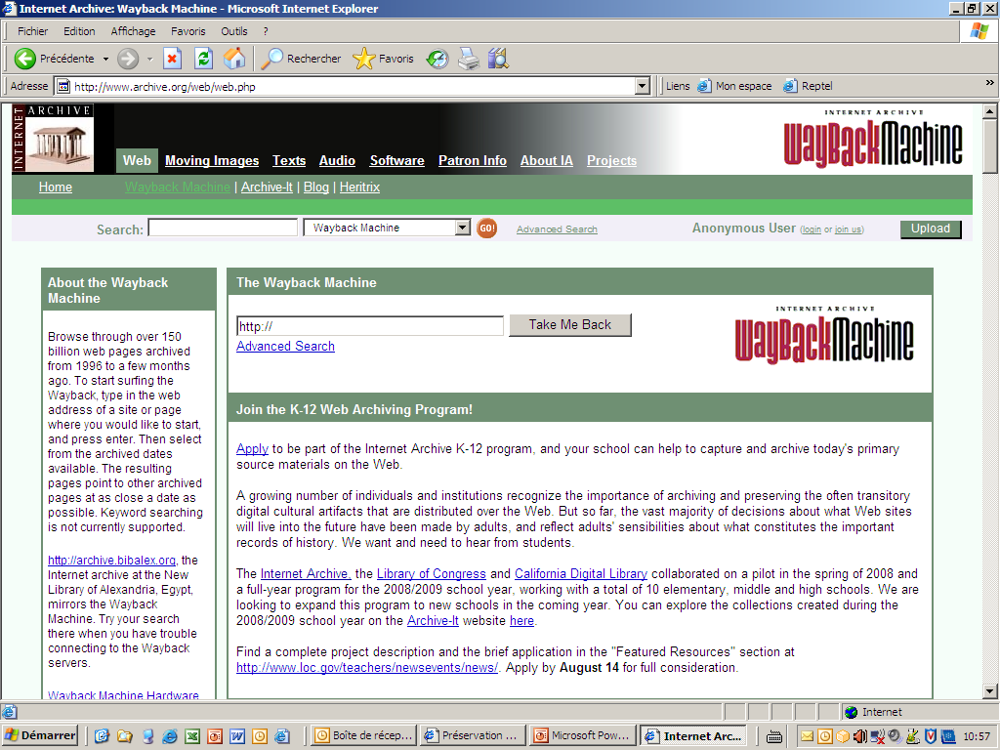 Internet Archive: Wayback Machine - Microsoft Internet Explorer
Fichier Edition Affichage Favoris Outils ?
Précédente Rechercher Favoris
Adresse http://www.archive.org/web/web.php Liens Mon espace Reptel »
INTERNET ARCHIVE
INTERNET ARCHIVE
WayBackMachine
Web Moving Images Texts Audio Software Patron Info About IA Projects
Home Wayback Machine | Archive-It | Blog | Heritrix
Search: Wayback Machine GO! Advanced Search Anonymous User (login or join us) Upload
About the Wayback
Machine
Browse through over 150
billion web pages archived
from 1996 to a few months
ago. To start surfing the
Wayback, type in the web
address of a site or page
where you would like to start,
and press enter. Then select
from the archived dates
available. The resulting
pages point to other archived
pages at as close a date as
possible. Keyword searching
is not currently supported.
http://archive.bibalex.org, the
Internet archive at the New
Library of Alexandria, Egypt,
mirrors the Wayback
Machine. Try your search
there when you have trouble
connecting to the Wayback
servers.
Wayback Machine Hardware
The Wayback Machine
http:// Take Me Back
Advanced Search
INTERNET ARCHIVE
WayBackMachine
Join the K-12 Web Archiving Program!
Apply to be part of the Internet Archive K-12 program, and your school can help to capture and archive today's primary
source materials on the Web.
A growing number of individuals and institutions recognize the importance of archiving and preserving the often transitory
digital cultural artifacts that are distributed over the Web. But so far, the vast majority of decisions about what Web sites
will live into the future have been made by adults, and reflect adults' sensibilities about what constitutes the important
records of history. We want and need to hear from students.
The Internet Archive, the Library of Congress and California Digital Library collaborated on a pilot in the spring of 2008 and
a full-year program for the 2008/2009 school year, working with a total of 10 elementary, middle and high schools. We are
looking to expand this program to new schools in the coming year. You can explore the collections created during the
2008/2009 school year on the Archive-It website here.
Find a complete project description and the brief application in the "Featured Resources" section at
http://www.loc.gov/teachers/newsevents/news/. Apply by August 14 for full consideration.
Internet
Démarrer Boîte de récep... Préservation ... Microsoft Pow... Internet Arc... 10:57